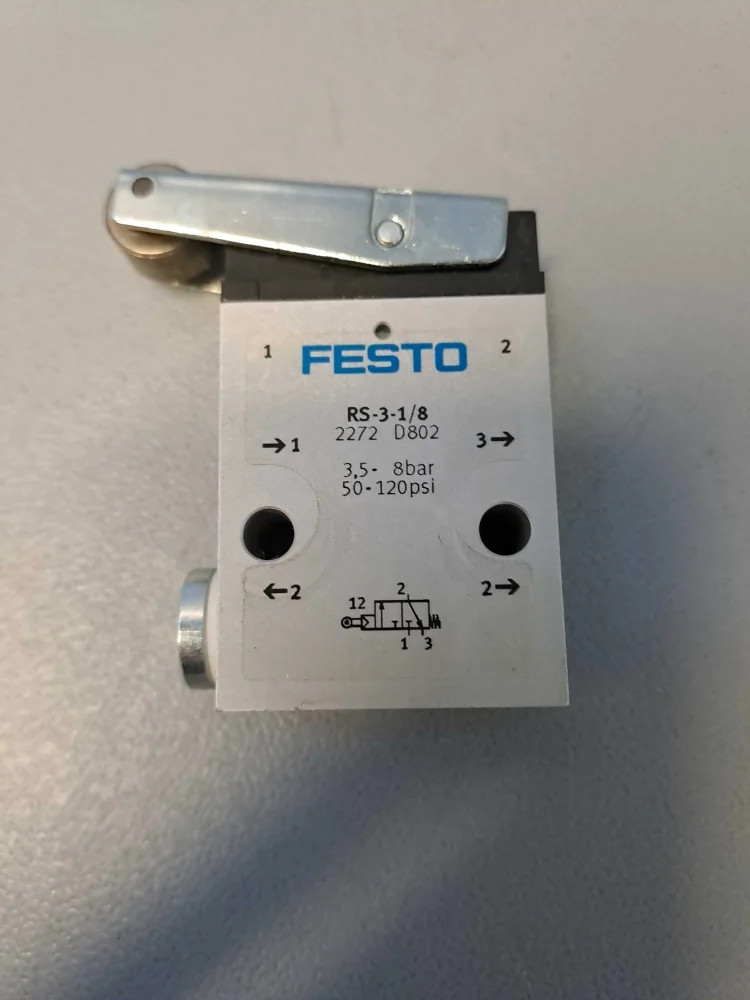 1 FESTO 2
RS-3-1/8
2272 D802
→1 3→
3,5- 8bar
50-120psi
←2 2→
2
12
1 3